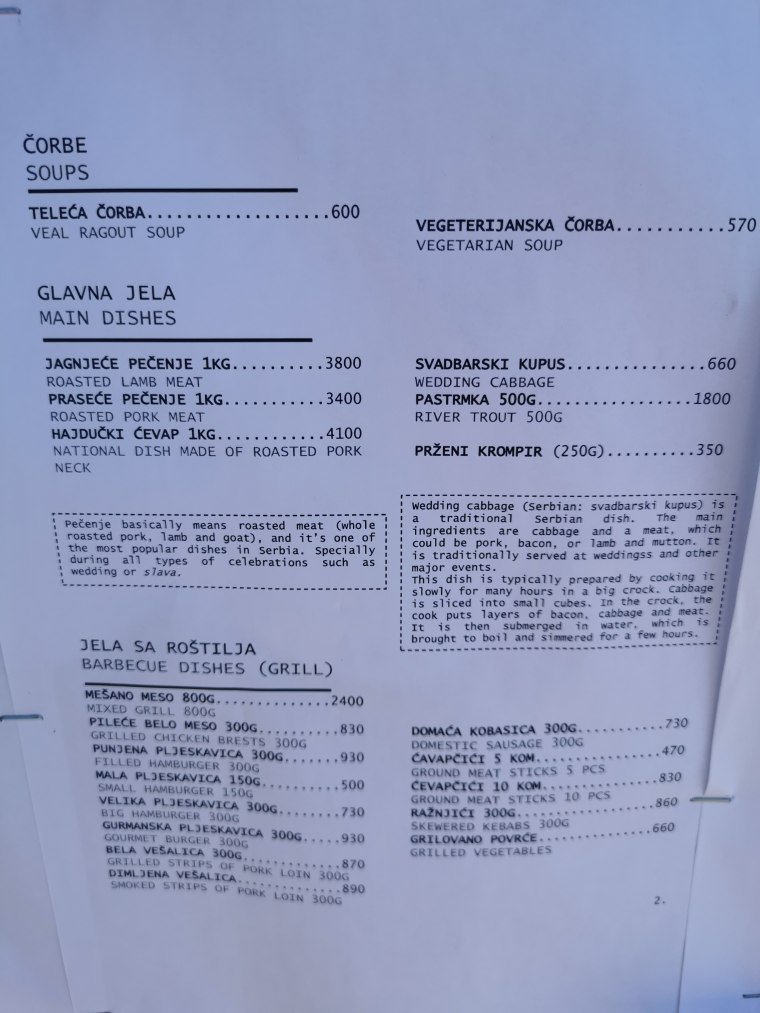 ČORBE
SOUPS
TELEĆA ČORBA...................600
VEAL RAGOUT SOUP
VEGETERIJANSKA ČORBA...........570
VEGETARIAN SOUP
GLAVNA JELA
MAIN DISHES
JAGNJEĆE PEČENJE 1KG..........3800
ROASTED LAMB MEAT
PRASEĆE PEČENJE 1KG...........3400
ROASTED PORK MEAT
HAJDUČKI ĆEVAP 1KG............4100
NATIONAL DISH MADE OF ROASTED PORK
NECK
SVADBARSKI KUPUS...............660
WEDDING CABBAGE
PASTRMKA 500G.................1800
RIVER TROUT 500G
PRŽENI KROMPIR (250G)..........350
Pečenje basically means roasted meat (whole
roasted pork, lamb and goat), and it's one of
the most popular dishes in Serbia. Specially
during all types of celebrations such as
wedding or slava.
Wedding cabbage (Serbian: svadbarski kupus) is
a traditional Serbian dish. The main
ingredients are cabbage and a meat, which
could be pork, bacon, or lamb and mutton. It
is traditionally served at weddingss and other
major events.
This dish is typically prepared by cooking it
slowly for many hours in a big crock. Cabbage
is sliced into small cubes. In the crock, the
cook puts layers of bacon, cabbage and meat.
It is then submerged in water, which is
brought to boil and simmered for a few hours.
JELA SA ROŠTILJA
BARBECUE DISHES (GRILL)
MEŠANO MESO 800G...............2400
MIXED GRILL 800G
PILEĆE BELO MESO 300G...........830
GRILLED CHICKEN BRESTS 300G
PUNJENA PLJESKAVICA 300G........930
FILLED HAMBURGER 300G
MALA PLJESKAVICA 150G...........500
SMALL HAMBURGER 150G
VELIKA PLJESKAVICA 300G.........730
BIG HAMBURGER 300G
GURMANSKA PLJESKAVICA 300G......930
GOURMET BURGER 300G
BELA VEŠALICA 300G.............870
GRILLED STRIPS OF PORK LOIN 300G
DIMLJENA VEŠALICA..............890
SMOKED STRIPS OF PORK LOIN 300G
DOMAĆA KOBASICA 300G...........730
DOMESTIC SAUSAGE 300G
ĆAVAPČIĆI 5 KOM................470
GROUND MEAT STICKS 5 PCS
ĆEVAPČIĆI 10 KOM...............830
GROUND MEAT STICKS 10 PCS
RAŽNJIĆI 300G..................860
SKEWERED KEBABS 300G
GRILOVANO POVRĆE...............660
GRILLED VEGETABLES
2.